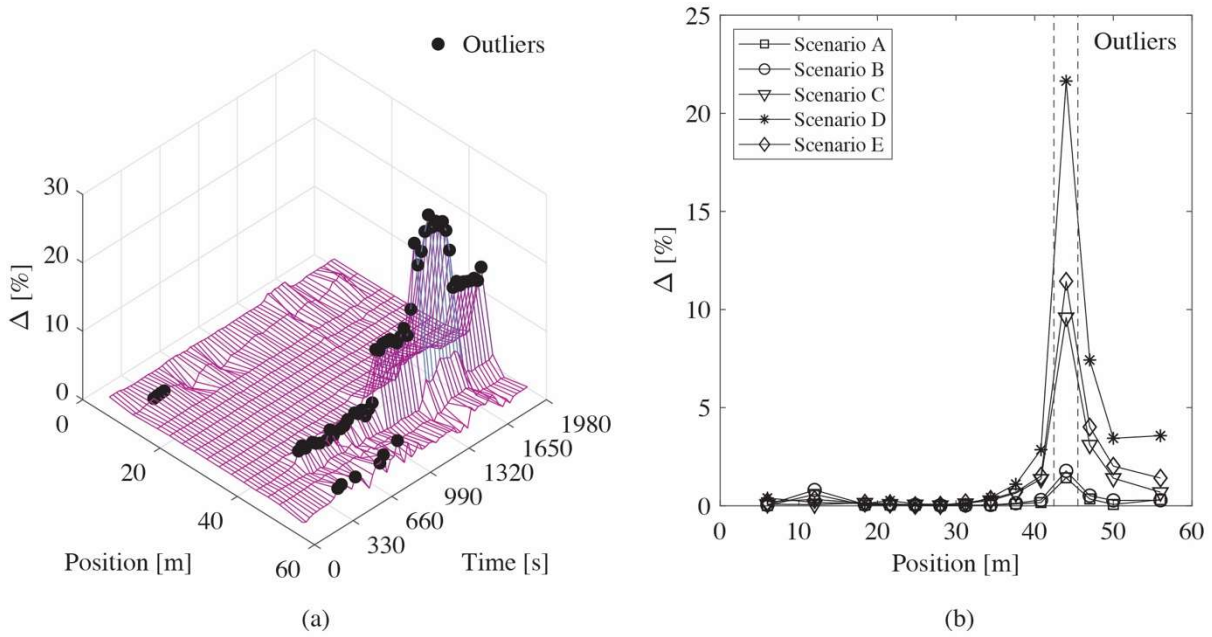 Outliers
30
20
10
0
Δ [%]
0
20
40
60
Position [m]
0
330
660
990
1320
1650
1980
Time [s]
(a)
25
20
15
10
5
0
Δ [%]
Scenario A
Scenario B
Scenario C
Scenario D
Scenario E
Outliers
0 10 20 30 40 50 60
Position [m]
(b)